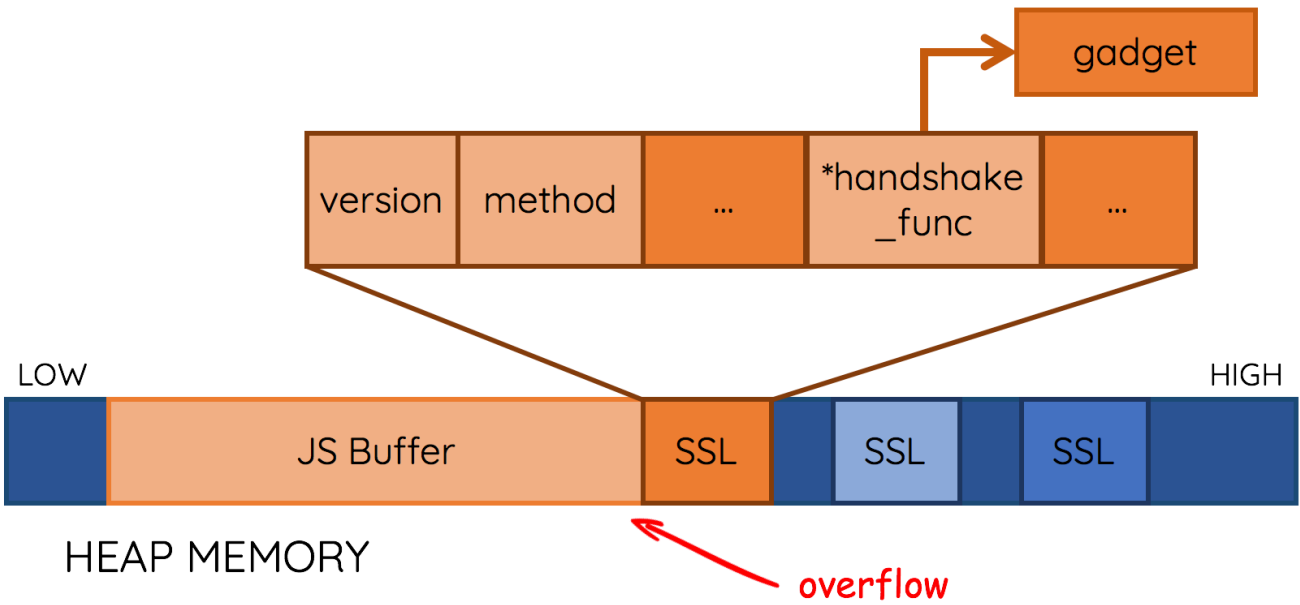 gadget
version
method
...
*handshake
_func
...
LOW
HIGH
JS Buffer
SSL
SSL
SSL
HEAP MEMORY
overflow